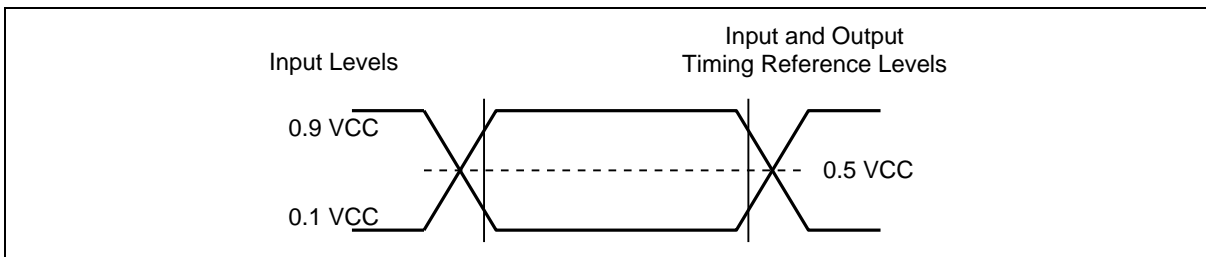 Input Levels
Input and Output
Timing Reference Levels
0.9 VCC
0.5 VCC
0.1 VCC